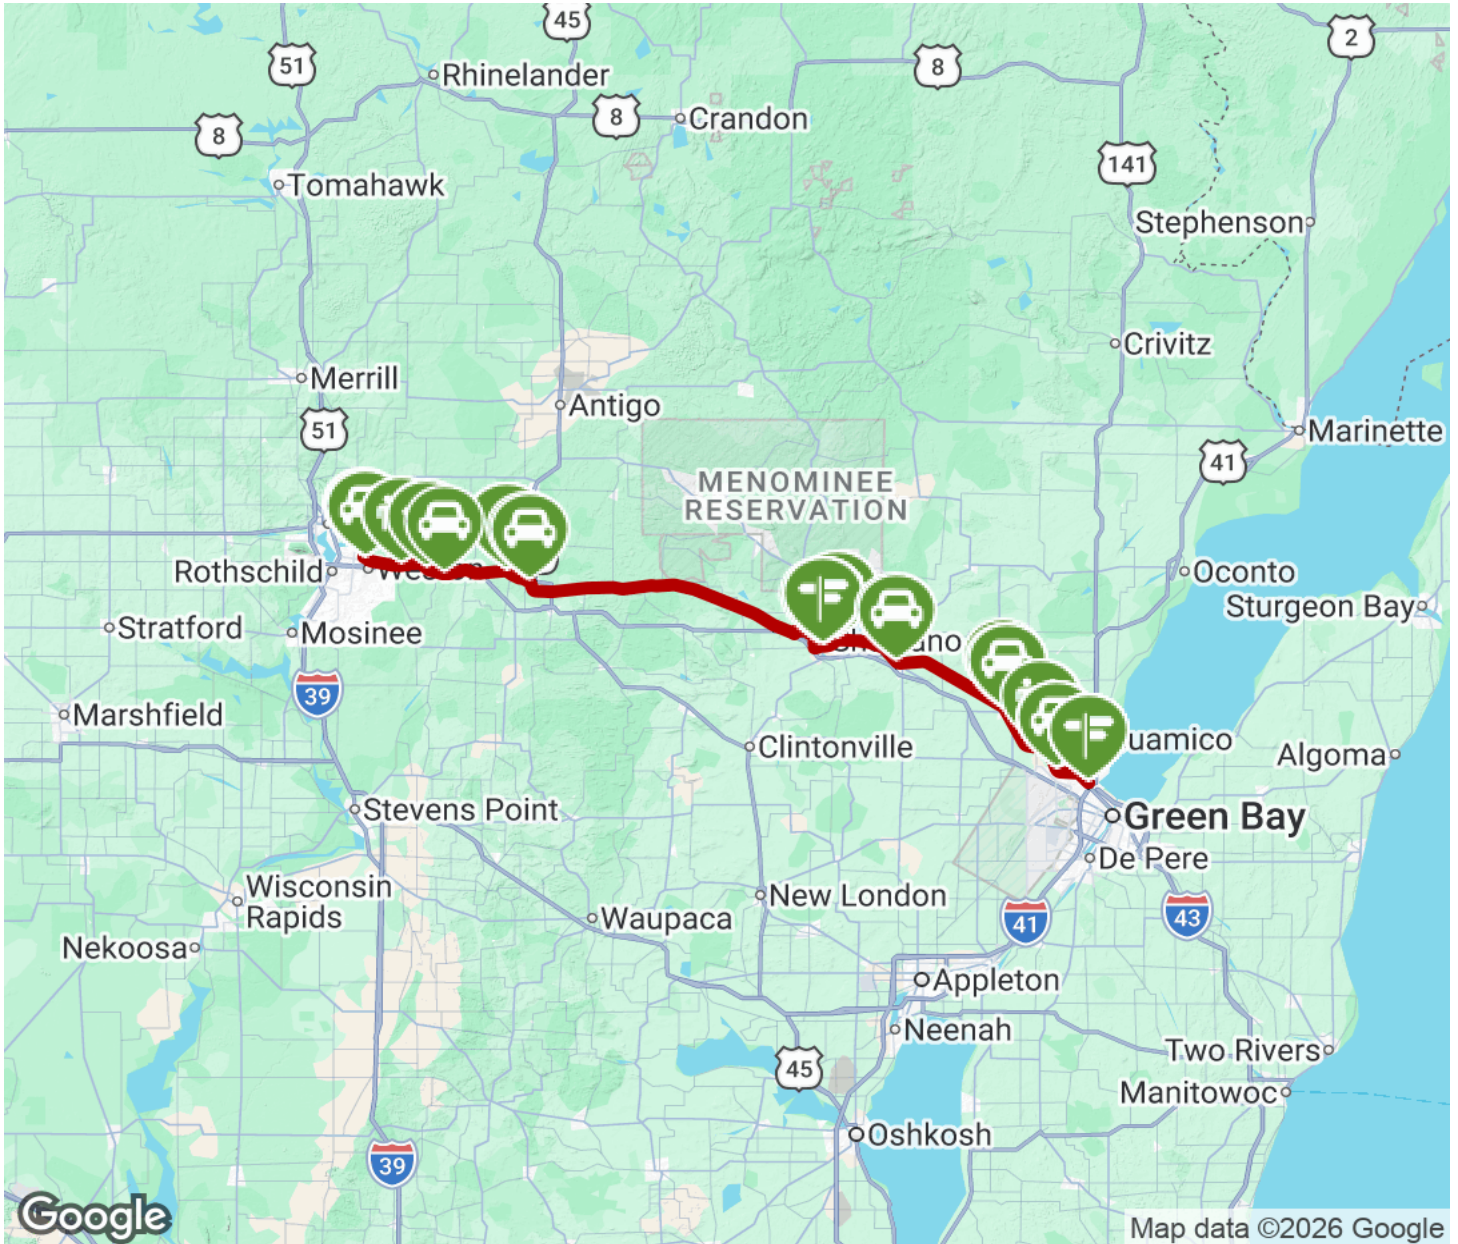 45
51
2
8
Rhinelander
8
Crandon
8
141
Tomahawk
Stephenson
Crivitz
Merrill
Antigo
51
Marinette
41
MENOMINEE
RESERVATION
Rothschild
Oconto
Sturgeon Bay
Stratford
Mosinee
39
Marshfield
Clintonville
uamico
Algoma
Stevens Point
Green Bay
De Pere
Wisconsin
Rapids
New London
Waupaca
41
43
Nekoosa
Appleton
Neenah
Two Rivers
45
Manitowoc
Oshkosh
39
Google
Map data ©2026 Google